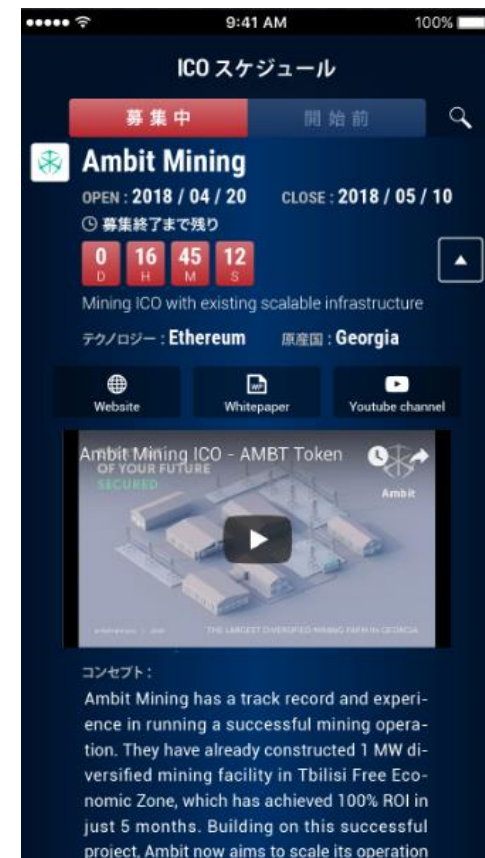 9:41 AM
100%
ICO スケジュール
募集中
開始前
Ambit Mining
OPEN : 2018 / 04 / 20 CLOSE : 2018 / 05 / 10
募集終了まで残り
0 16 45 12
D H M S
Mining ICO with existing scalable infrastructure
テクノロジー : Ethereum 原産国 : Georgia
Website
Whitepaper
Youtube channel
Ambit Mining ICO - AMBT Token
OF YOUR FUTURE
SECURED
Ambit
THE LARGEST DIVERSIFIED MINING FARM IN GEORGIA
コンセプト :
Ambit Mining has a track record and experi-
ence in running a successful mining opera-
tion. They have already constructed 1 MW di-
versified mining facility in Tbilisi Free Eco-
nomic Zone, which has achieved 100% ROI in
just 5 months. Building on this successful
project, Ambit now aims to scale its operation